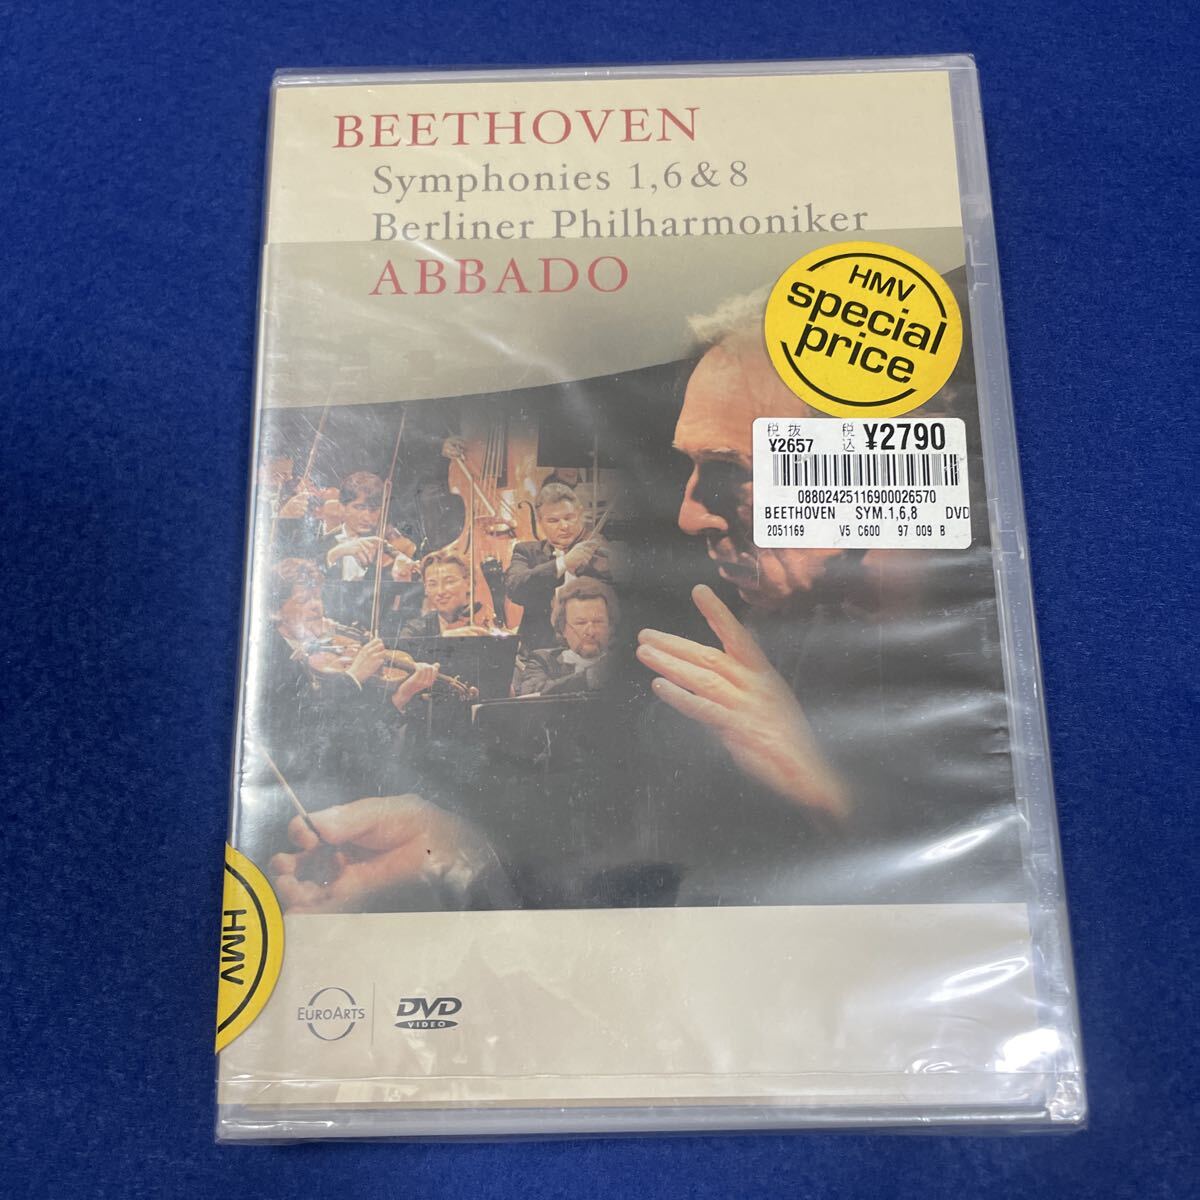 BEETHOVEN
Symphonies 1,6 & 8
Berliner Philharmoniker
ABBADO
HMV
special
price
税抜 税込
¥2657 ¥2790
08802425116900026570
BEETHOVEN SYM.1,6,8 DVD
2051169 V5 C600 97 009 B
HMV
EUROARTS
DVD
VIDEO